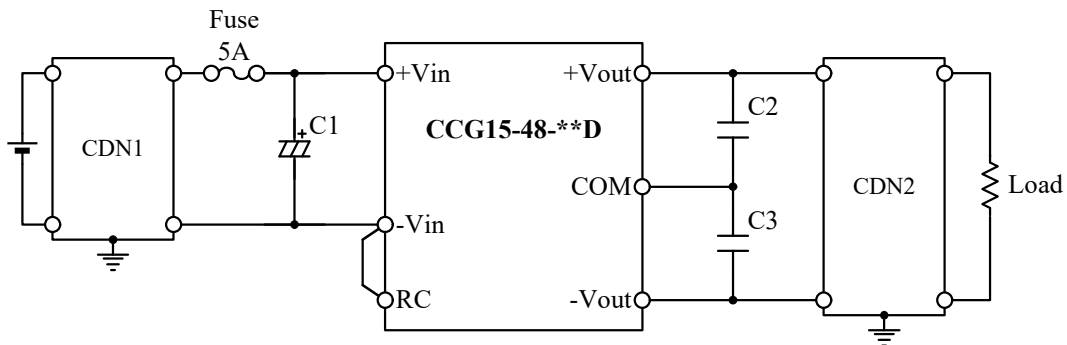 Fuse
5A
+Vin
+Vout
C1
+
CCG15-48-**D
C2
CDN1
COM
CDN2
Load
-Vin
C3
RC
-Vout